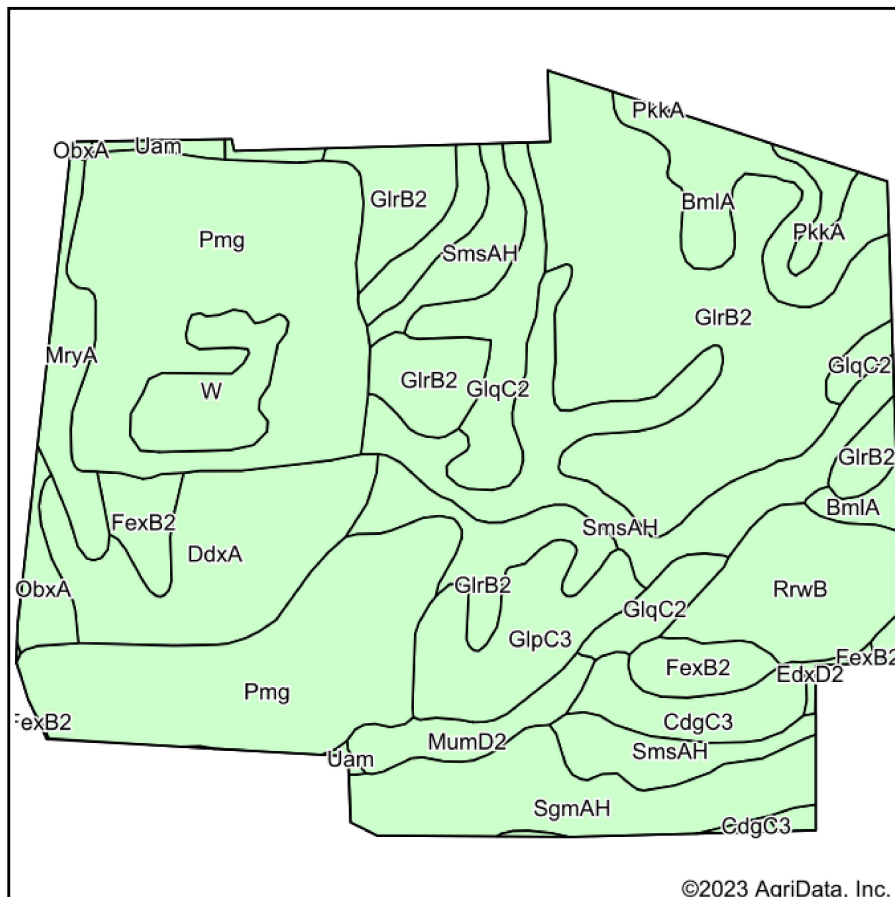 PkkA
ObxA
Uam
GlrB2
BmlA
Pmg
PkkA
SmsAH
GlrB2
MryA
GlqC2
GlrB2
GlqC2
W
GlrB2
BmlA
FexB2
SmsAH
DdxA
GlrB2
ObxA
RrwB
GlqC2
GlpC3
FexB2
FexB2
EdxD2
Pmg
FexB2
CdgC3
MumD2
SmsAH
Uam
SgmAH
CdgC3
©2023 AgriData, Inc.